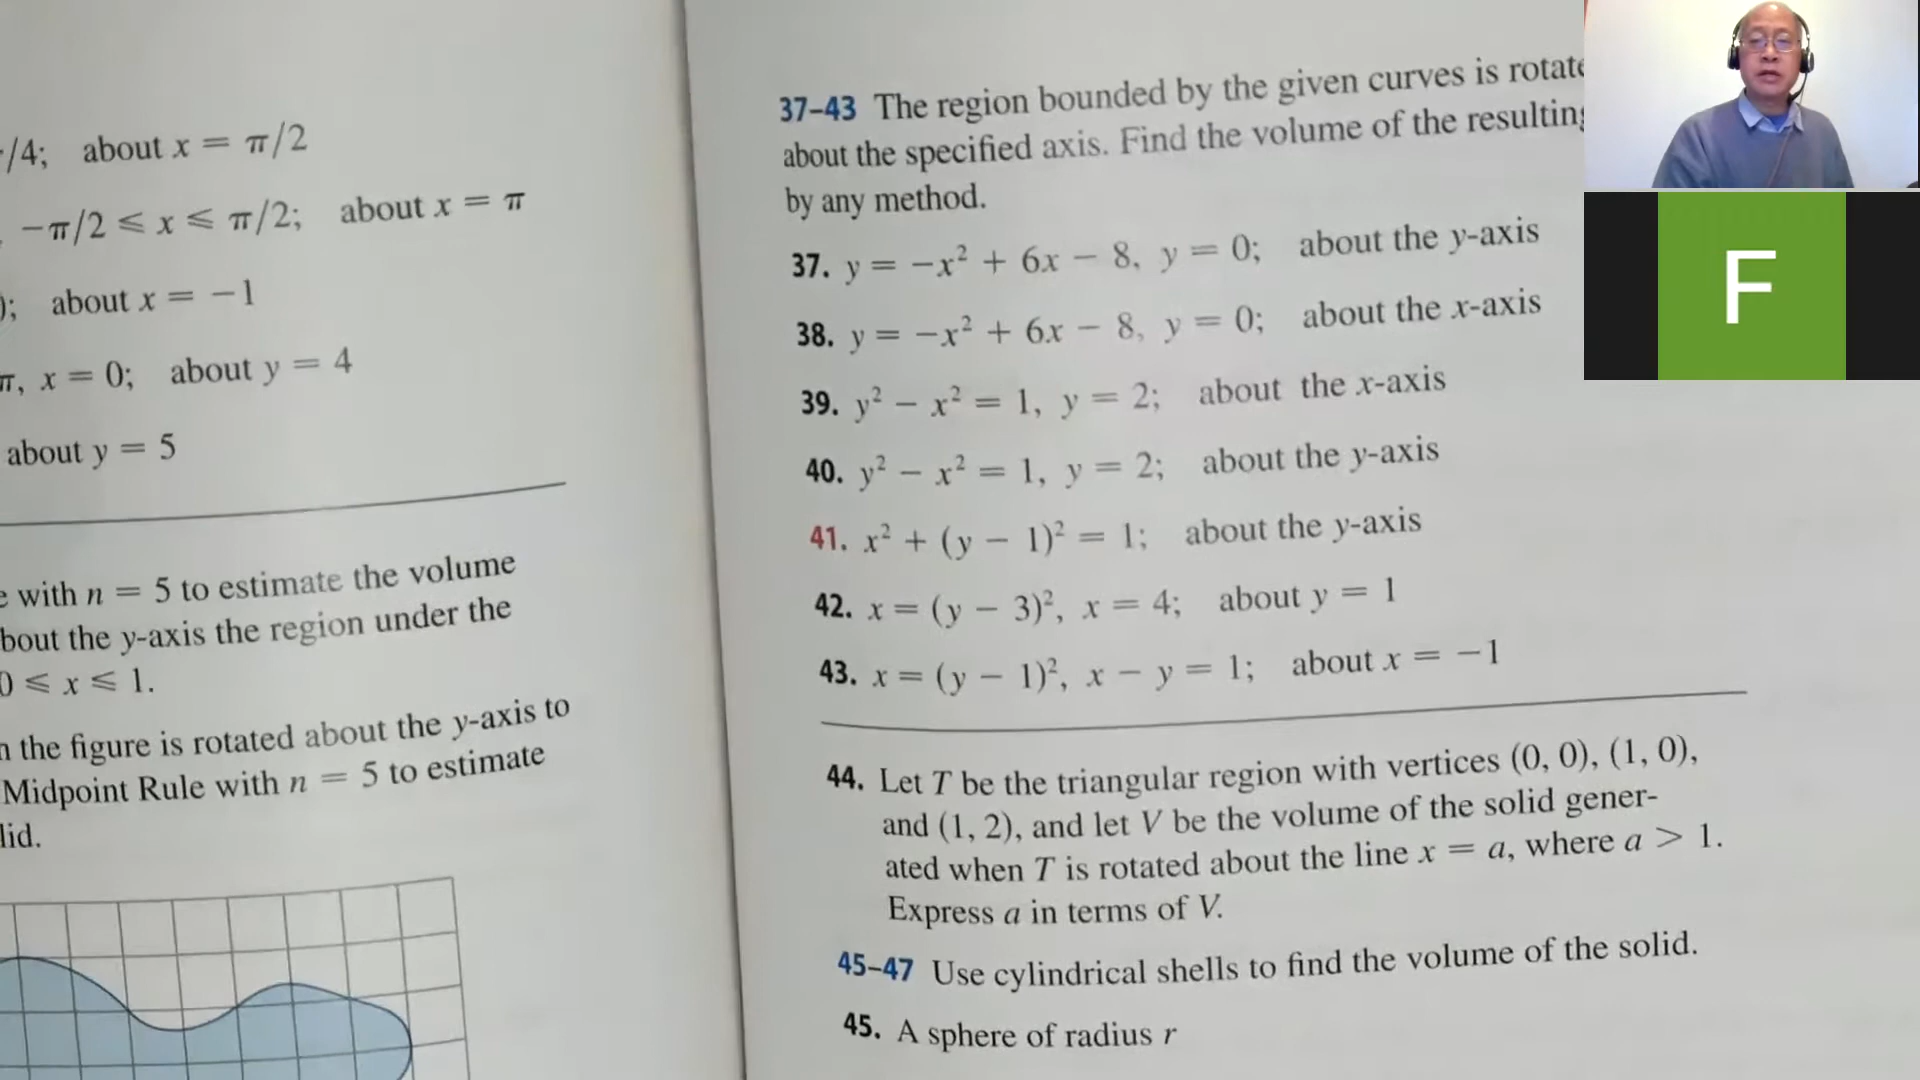 /4; about x = π/2
−π/2 ⩽ x ⩽ π/2; about x = π
); about x = −1
π, x = 0; about y = 4
about y = 5
e with n = 5 to estimate the volume
bout the y-axis the region under the
0 ⩽ x ⩽ 1.
n the figure is rotated about the y-axis to
Midpoint Rule with n = 5 to estimate
lid.
37–43 The region bounded by the given curves is rotate
about the specified axis. Find the volume of the resulting
by any method.
37. y = −x² + 6x − 8, y = 0; about the y-axis
38. y = −x² + 6x − 8, y = 0; about the x-axis
39. y² − x² = 1, y = 2; about the x-axis
40. y² − x² = 1, y = 2; about the y-axis
41. x² + (y − 1)² = 1; about the y-axis
42. x = (y − 3)², x = 4; about y = 1
43. x = (y − 1)², x − y = 1; about x = −1
44. Let T be the triangular region with vertices (0, 0), (1, 0),
and (1, 2), and let V be the volume of the solid gener-
ated when T is rotated about the line x = a, where a > 1.
Express a in terms of V.
45–47 Use cylindrical shells to find the volume of the solid.
45. A sphere of radius r
F